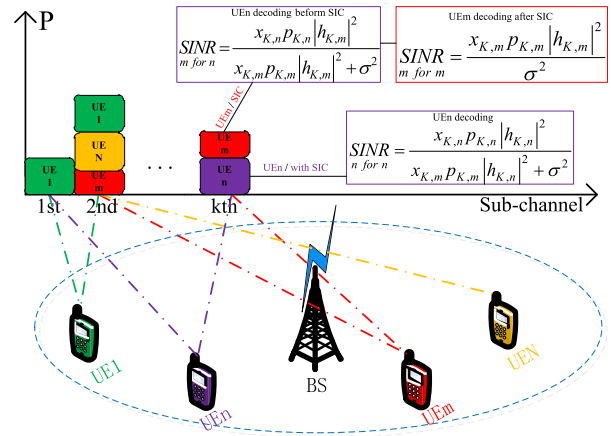 P
UEn decoding beform SIC
SINR m for n = x_{K,n} p_{K,n} |h_{K,m}|^2 / x_{K,m} p_{K,m} |h_{K,m}|^2 + σ^2
UEm decoding after SIC
SINR m for m = x_{K,m} p_{K,m} |h_{K,m}|^2 / σ^2
UEm / SIC
UEn decoding
SINR n for n = x_{K,n} p_{K,n} |h_{K,n}|^2 / x_{K,m} p_{K,m} |h_{K,n}|^2 + σ^2
UEn / with SIC
UE
1
UE
1
UE
N
UE
m
. . .
UE
m
UE
n
1st
2nd
kth
Sub-channel
UE1
UEn
BS
UEm
UEN